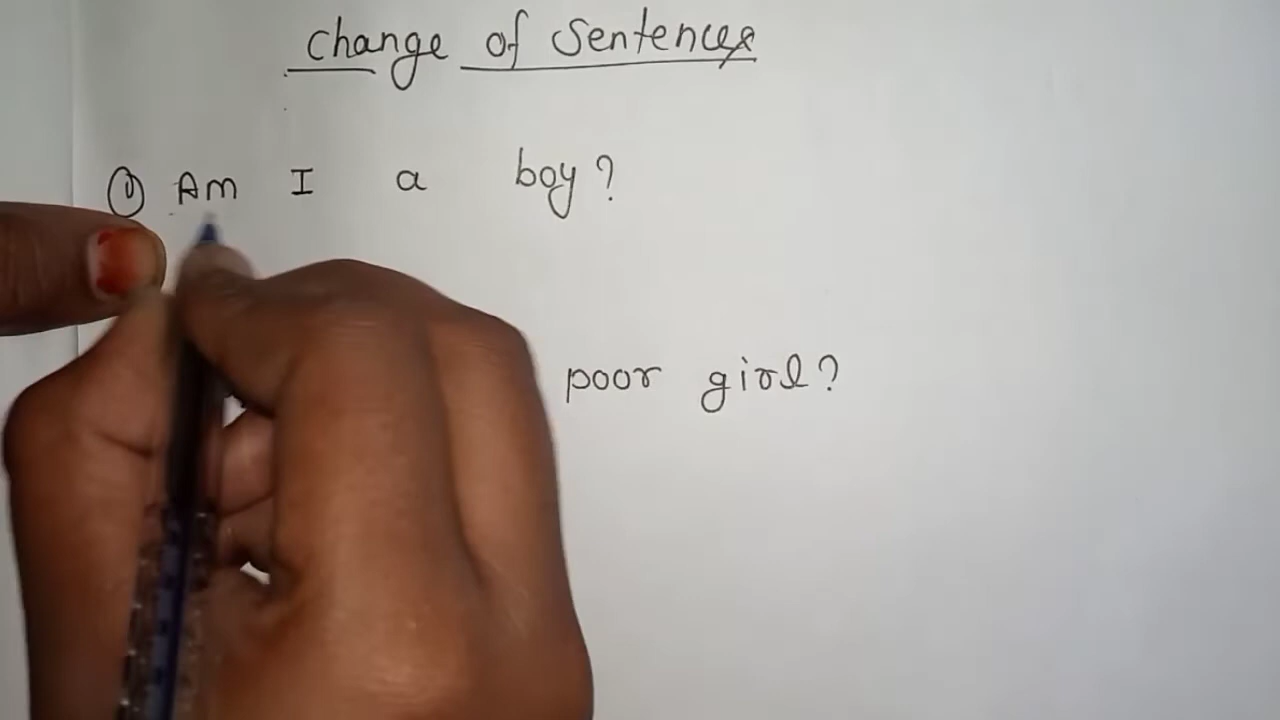 Change of Sentences
① Am I a boy?
poor girl?